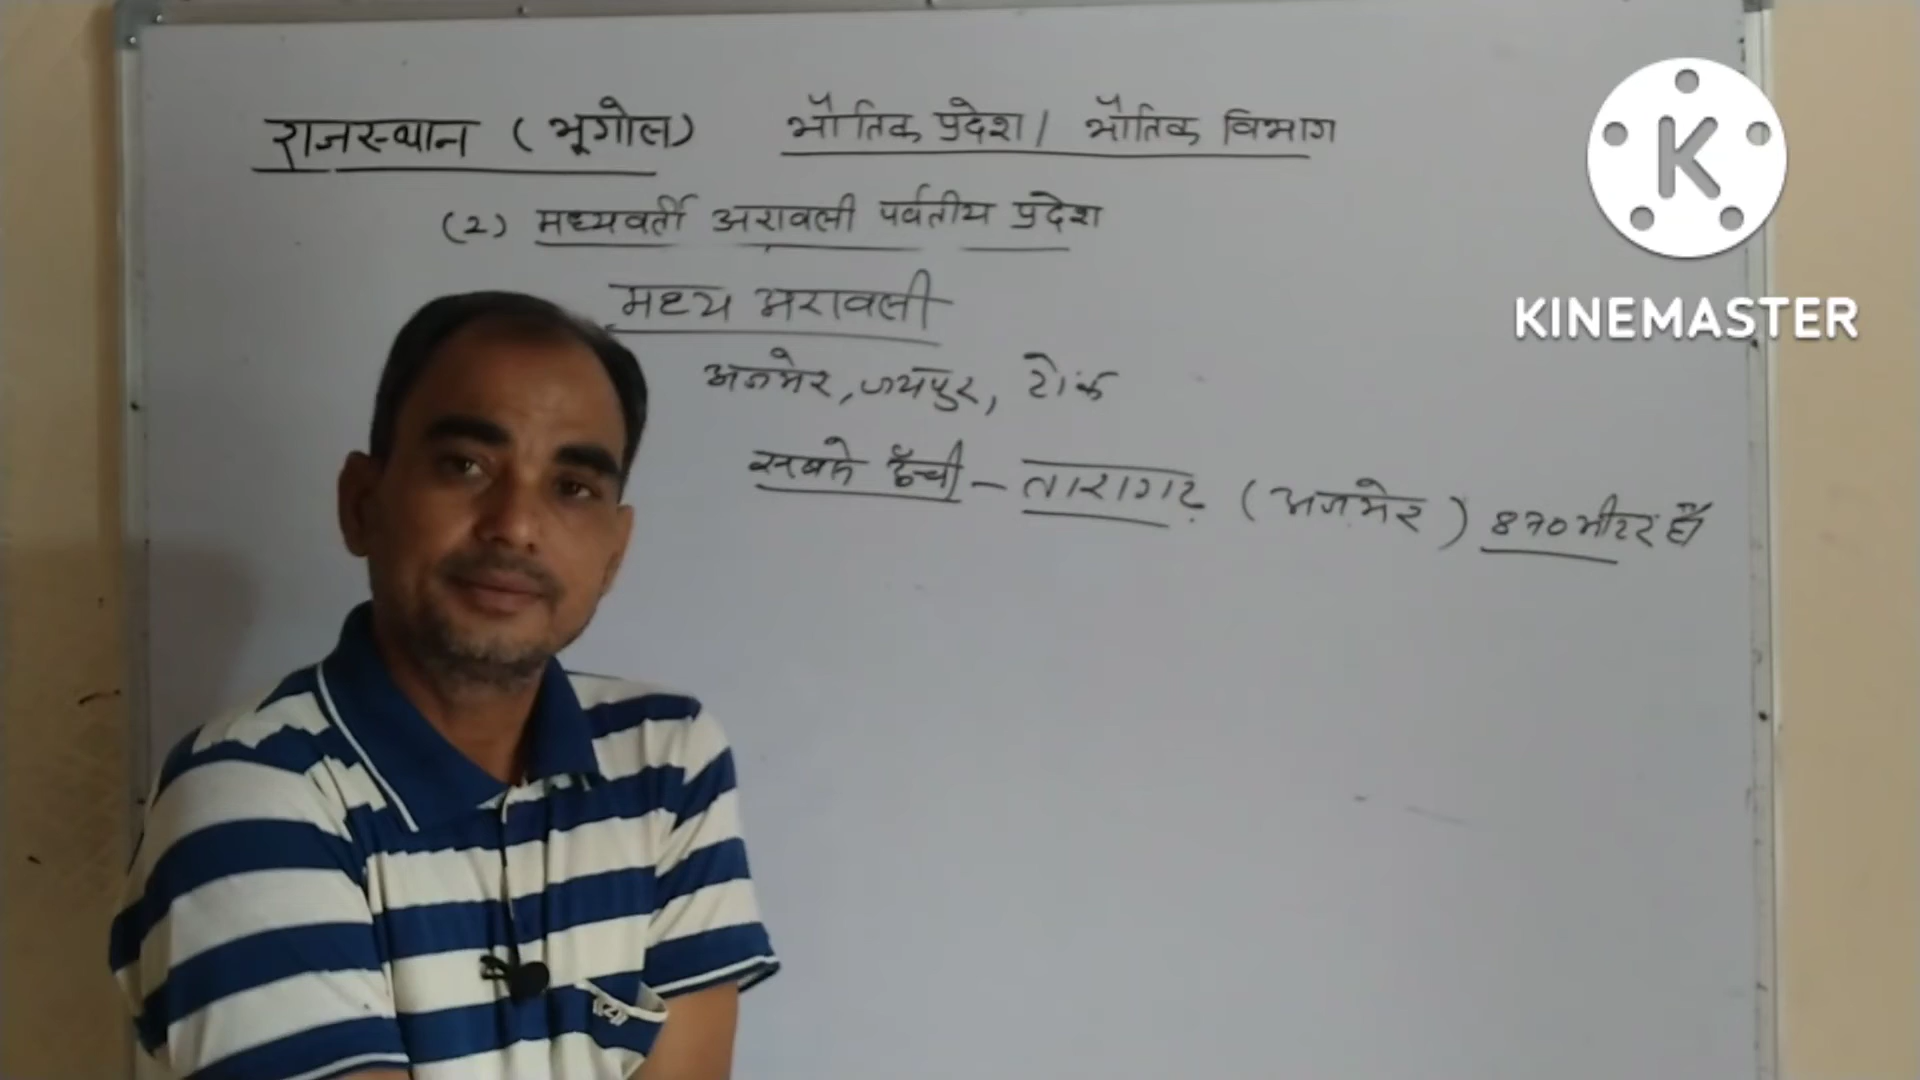 राजस्थान (भूगोल) भौतिक प्रदेश / भौतिक विभाग
(2) मध्यवर्ती अरावली पर्वतीय प्रदेश
मध्य अरावली
अजमेर, जयपुर, टोंक
सबसे ऊँची - तारागढ़ (अजमेर) 870 मीटर हैं
K
KINEMASTER